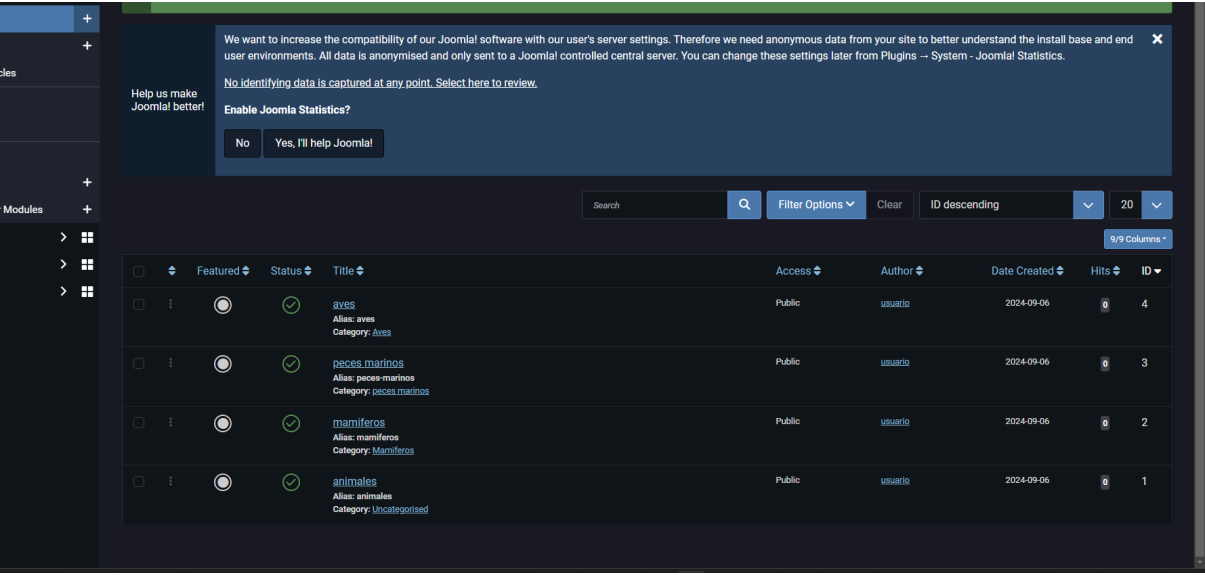 We want to increase the compatibility of our Joomla! software with our user's server settings. Therefore we need anonymous data from your site to better understand the install base and end
user environments. All data is anonymised and only sent to a Joomla! controlled central server. You can change these settings later from Plugins → System - Joomla! Statistics.
cles
No identifying data is captured at any point. Select here to review.
Help us make
Joomla! better!
Enable Joomla Statistics?
No Yes, I'll help Joomla!
Modules
Search Filter Options Clear ID descending 20
9/9 Columns
Featured Status Title Access Author Date Created Hits ID
aves Public usuario 2024-09-06 0 4
Alias: aves
Category: Aves
peces marinos Public usuario 2024-09-06 0 3
Alias: peces-marinos
Category: peces marinos
mamiferos Public usuario 2024-09-06 0 2
Alias: mamiferos
Category: Mamiferos
animales Public usuario 2024-09-06 0 1
Alias: animales
Category: Uncategorised